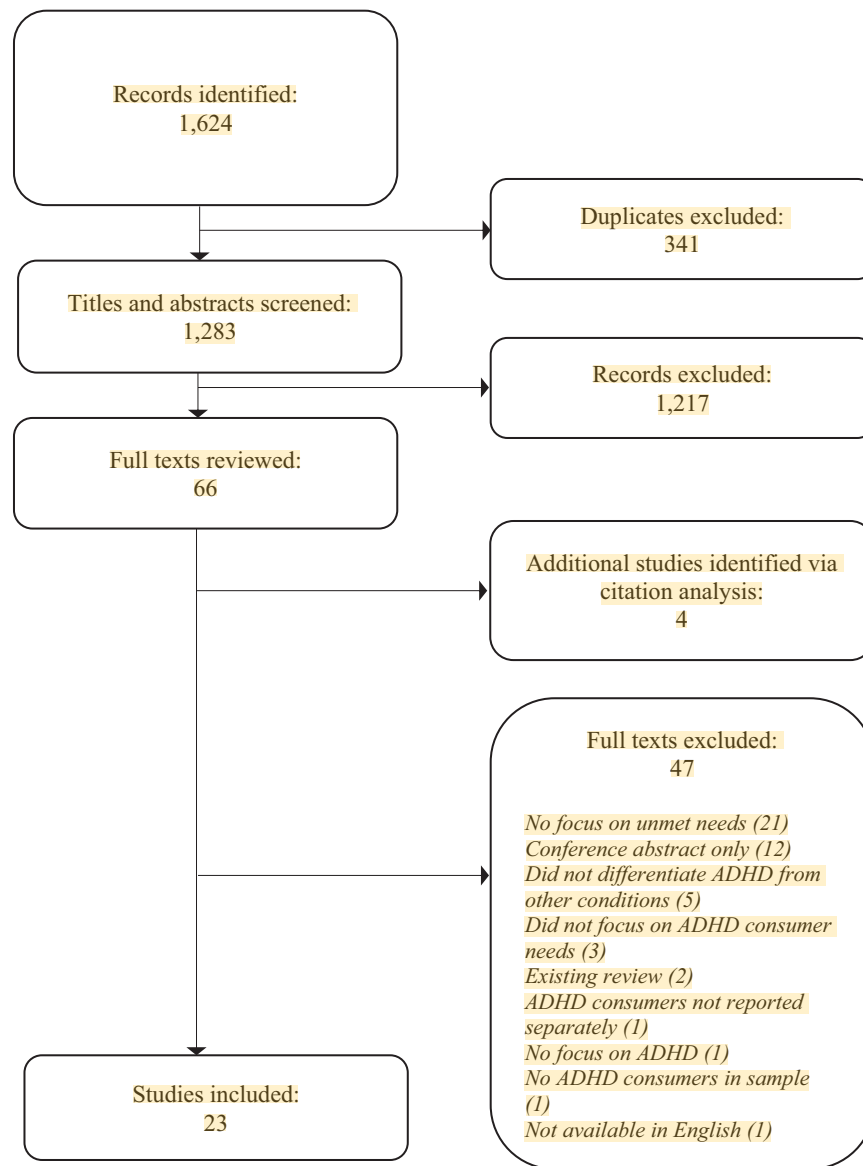 Records identified:
1,624
Duplicates excluded:
341
Titles and abstracts screened:
1,283
Records excluded:
1,217
Full texts reviewed:
66
Additional studies identified via
citation analysis:
4
Full texts excluded:
47
No focus on unmet needs (21)
Conference abstract only (12)
Did not differentiate ADHD from
other conditions (5)
Did not focus on ADHD consumer
needs (3)
Existing review (2)
ADHD consumers not reported
separately (1)
No focus on ADHD (1)
No ADHD consumers in sample
(1)
Not available in English (1)
Studies included:
23